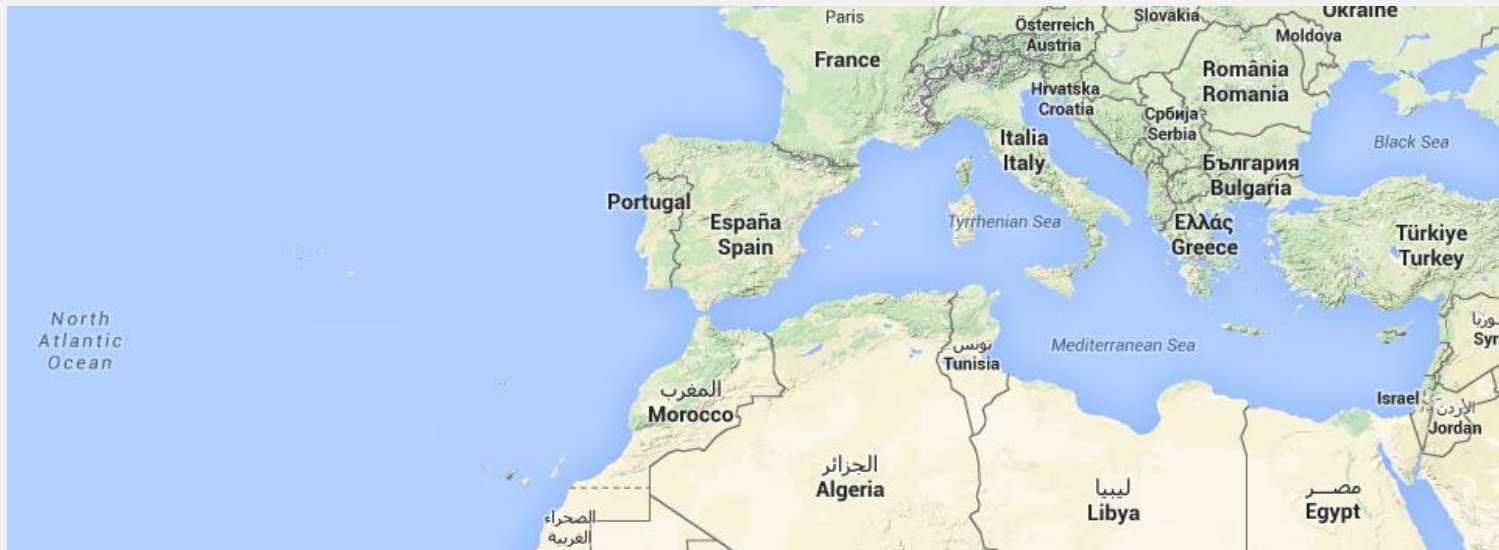 Paris
France
Österreich
Austria
Slovakia
Ukraine
Moldova
România
Romania
Hrvatska
Croatia
Србија
Serbia
Italia
Italy
България
Bulgaria
Black Sea
Portugal
España
Spain
Tyrrhenian Sea
Ελλάς
Greece
Türkiye
Turkey
North
Atlantic
Ocean
Mediterranean Sea
تونس
Tunisia
Syr
المغرب
Morocco
Israel
الأردن
Jordan
الجزائر
Algeria
ليبيا
Libya
مصر
Egypt
الصحراء
الغربية